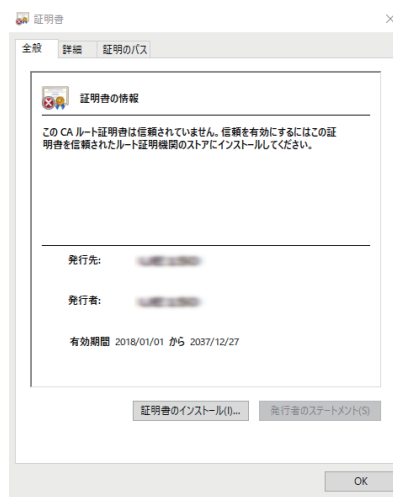 証明書
全般 詳細 証明のパス
証明書の情報
この CA ルート証明書は信頼されていません。信頼を有効にするにはこの証
明書を信頼されたルート証明機関のストアにインストールしてください。
発行先:
発行者:
有効期間 2018/01/01 から 2037/12/27
証明書のインストール(I)... 発行者のステートメント(S)
OK